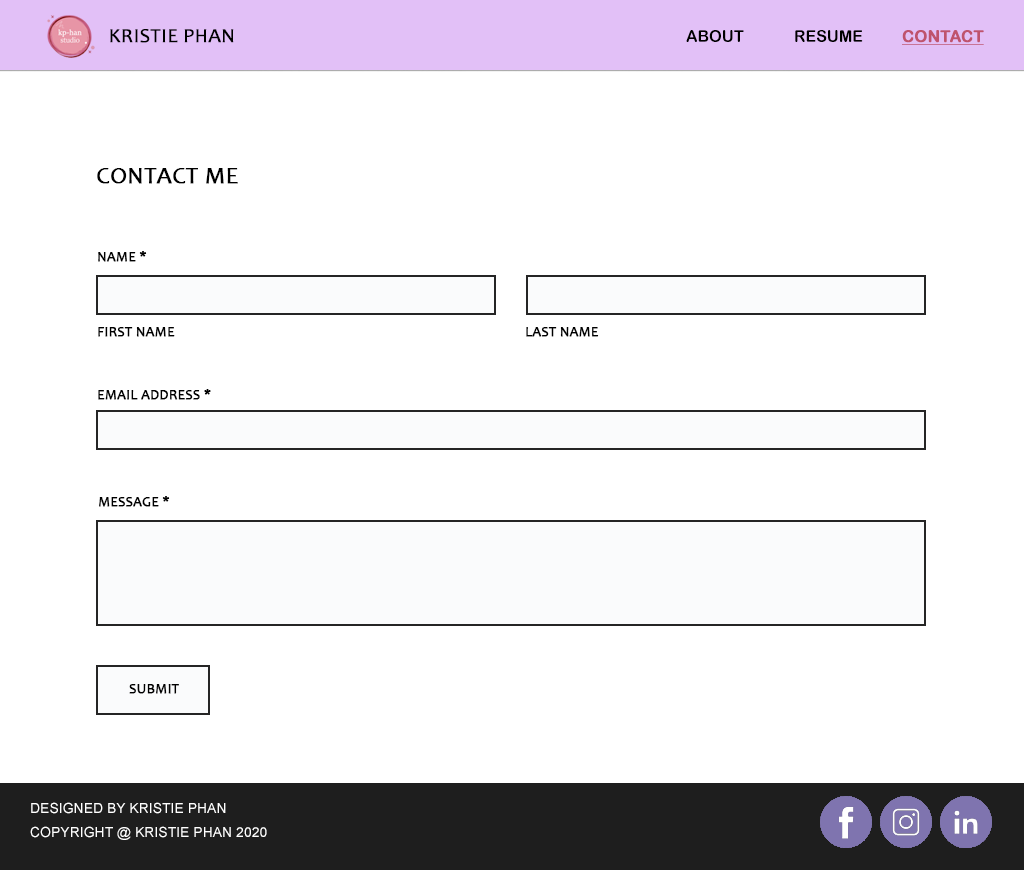 kp-han
studio
KRISTIE PHAN
ABOUT
RESUME
CONTACT
CONTACT ME
NAME *
FIRST NAME
LAST NAME
EMAIL ADDRESS *
MESSAGE *
SUBMIT
DESIGNED BY KRISTIE PHAN
COPYRIGHT @ KRISTIE PHAN 2020
f
in